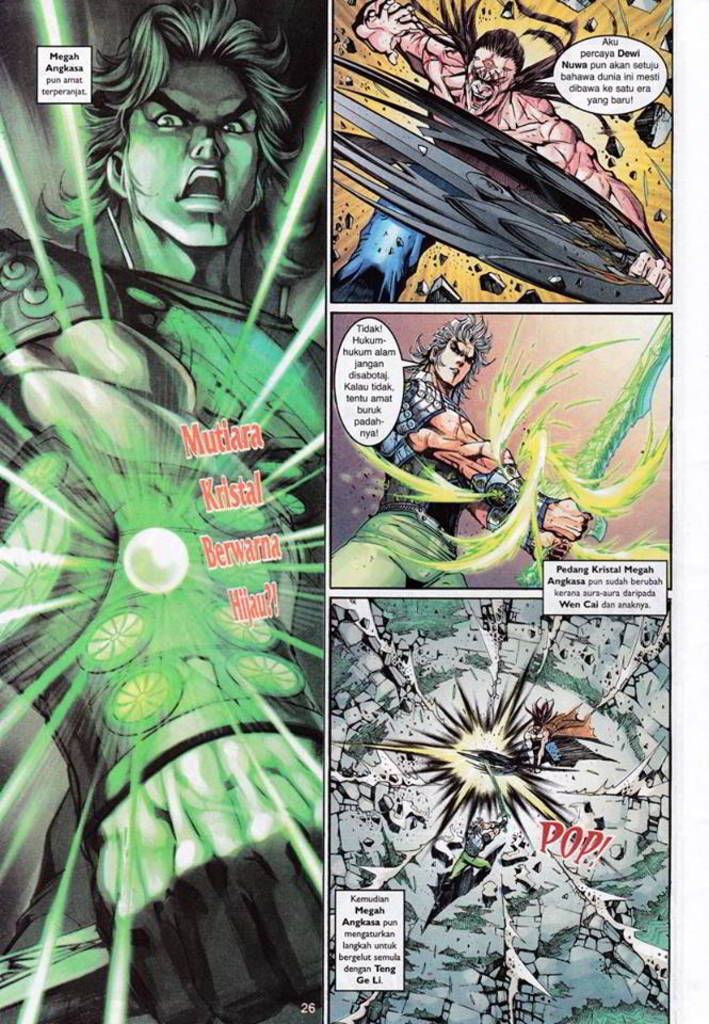 Megah
Angkasa
pun amat
terperanjat.
Mutiara
Kristal
Berwarna
Hijau?!
Aku
percaya Dewi
Nuwa pun akan setuju
bahawa dunia ini mesti
dibawa ke satu era
yang baru!
Tidak!
Hukum-
hukum alam
jangan
disabotaj.
Kalau tidak,
tentu amat
buruk
padah-
nya!
Pedang Kristal Megah
Angkasa pun sudah berubah
kerana aura-aura daripada
Wen Cai dan anaknya.
POP!
Kemudian
Megah
Angkasa pun
mengaturkan
langkah untuk
bergelut semula
dengan Teng
Ge Li.
26